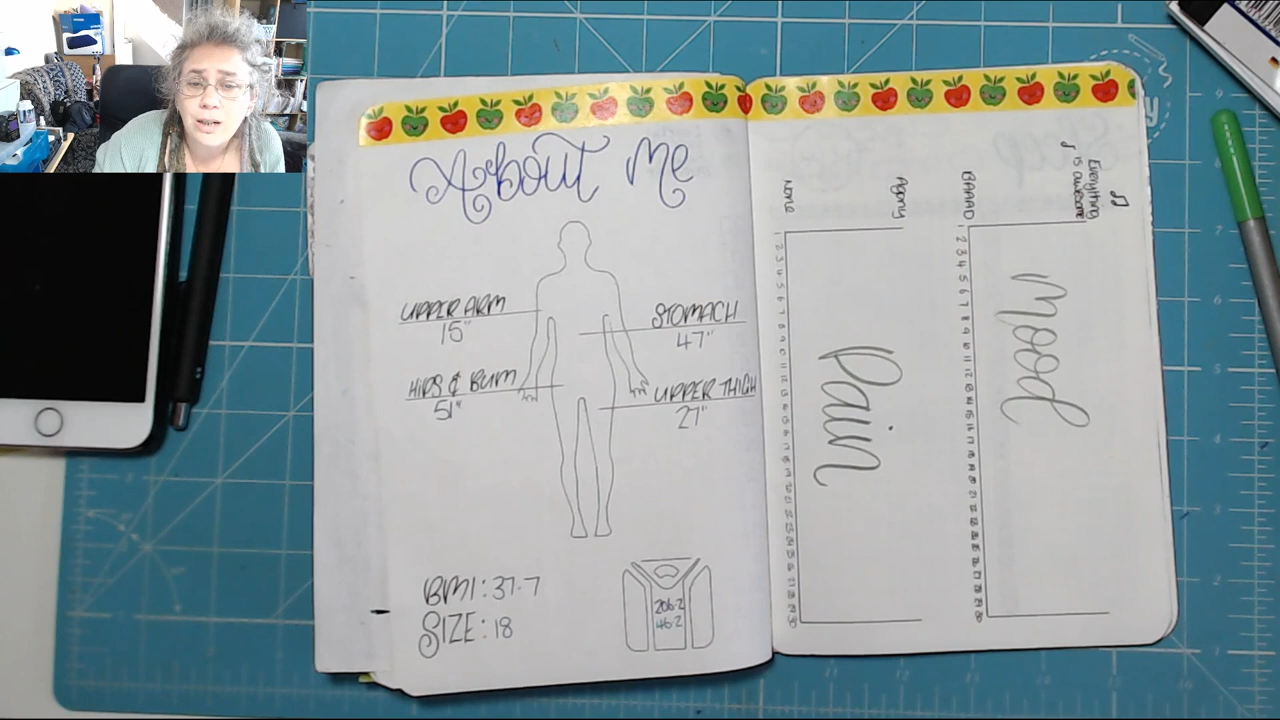 About Me
UPPER ARM
15"
STOMACH
47"
HIPS & BUM
51"
UPPER THIGH
27"
BMI: 37.7
SIZE: 18
206.2
46.2
NONE
Agony
Pain
BAAAD
Everything
is awesome
Mood